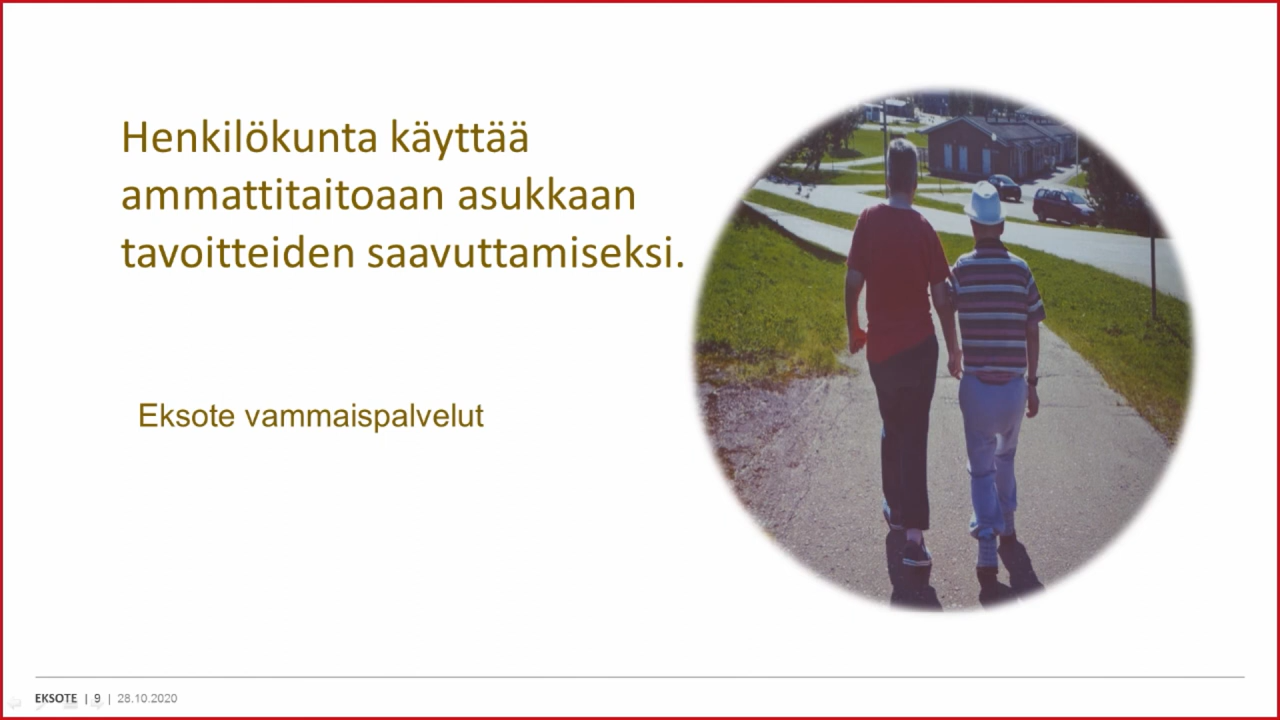 Henkilökunta käyttää
ammattitaitoaan asukkaan
tavoitteiden saavuttamiseksi.
Eksote vammaispalvelut
EKSOTE | 9 | 28.10.2020